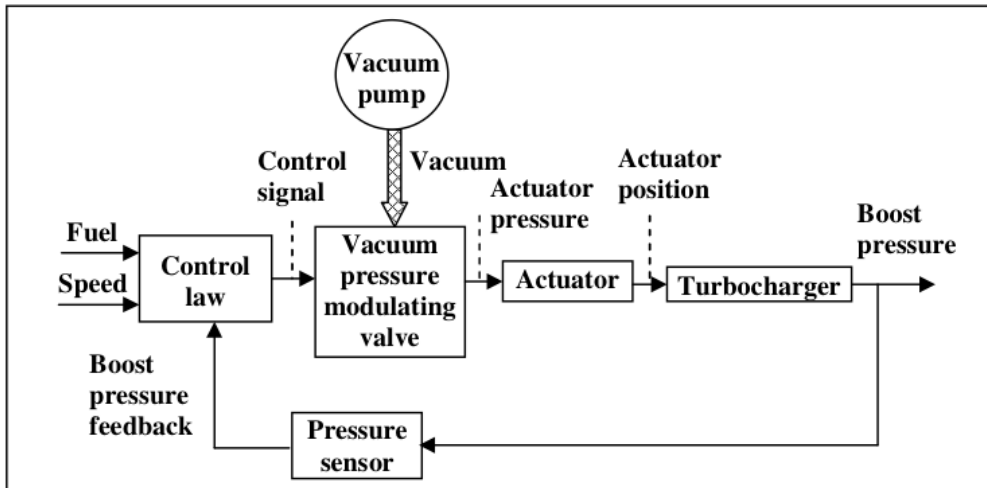 Vacuum
pump
Control
signal
Vacuum
Actuator
pressure
Actuator
position
Boost
pressure
Fuel
Speed
Control
law
Vacuum
pressure
modulating
valve
Actuator
Turbocharger
Boost
pressure
feedback
Pressure
sensor